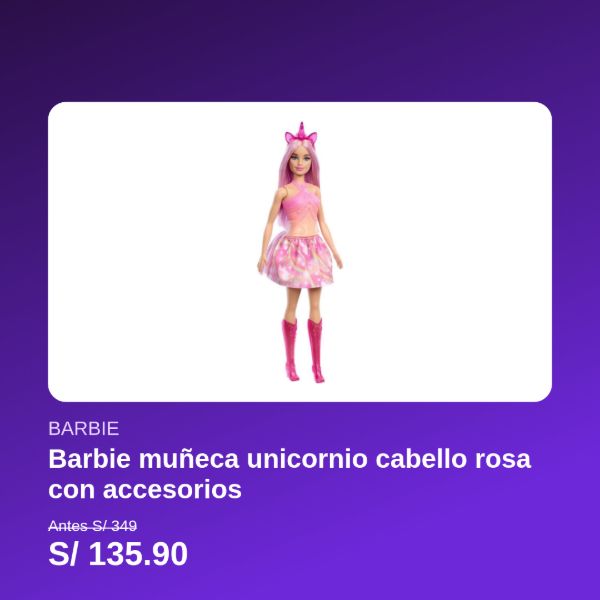 BARBIE
Barbie muñeca unicornio cabello rosa
con accesorios
Antes S/ 349
S/ 135.90